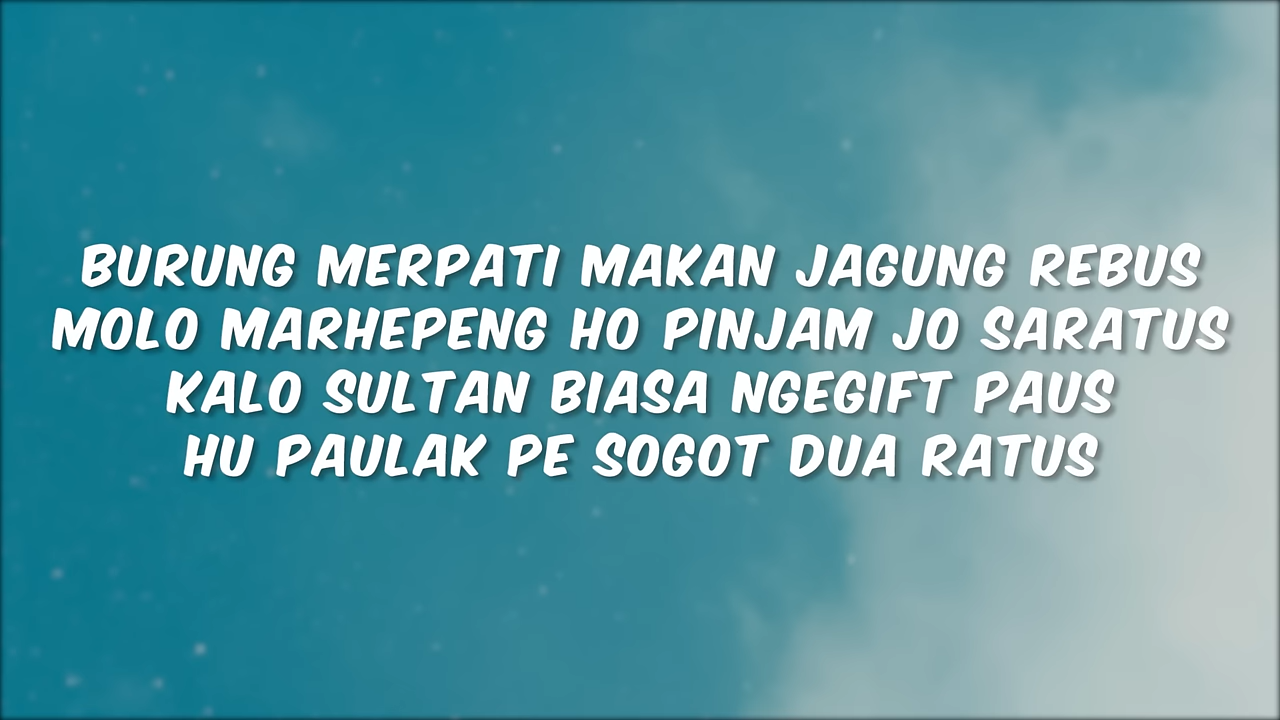 BURUNG MERPATI MAKAN JAGUNG REBUS
MOLO MARHEPENG HO PINJAM JO SARATUS
KALO SULTAN BIASA NGEGIFT PAUS
HU PAULAK PE SOGOT DUA RATUS